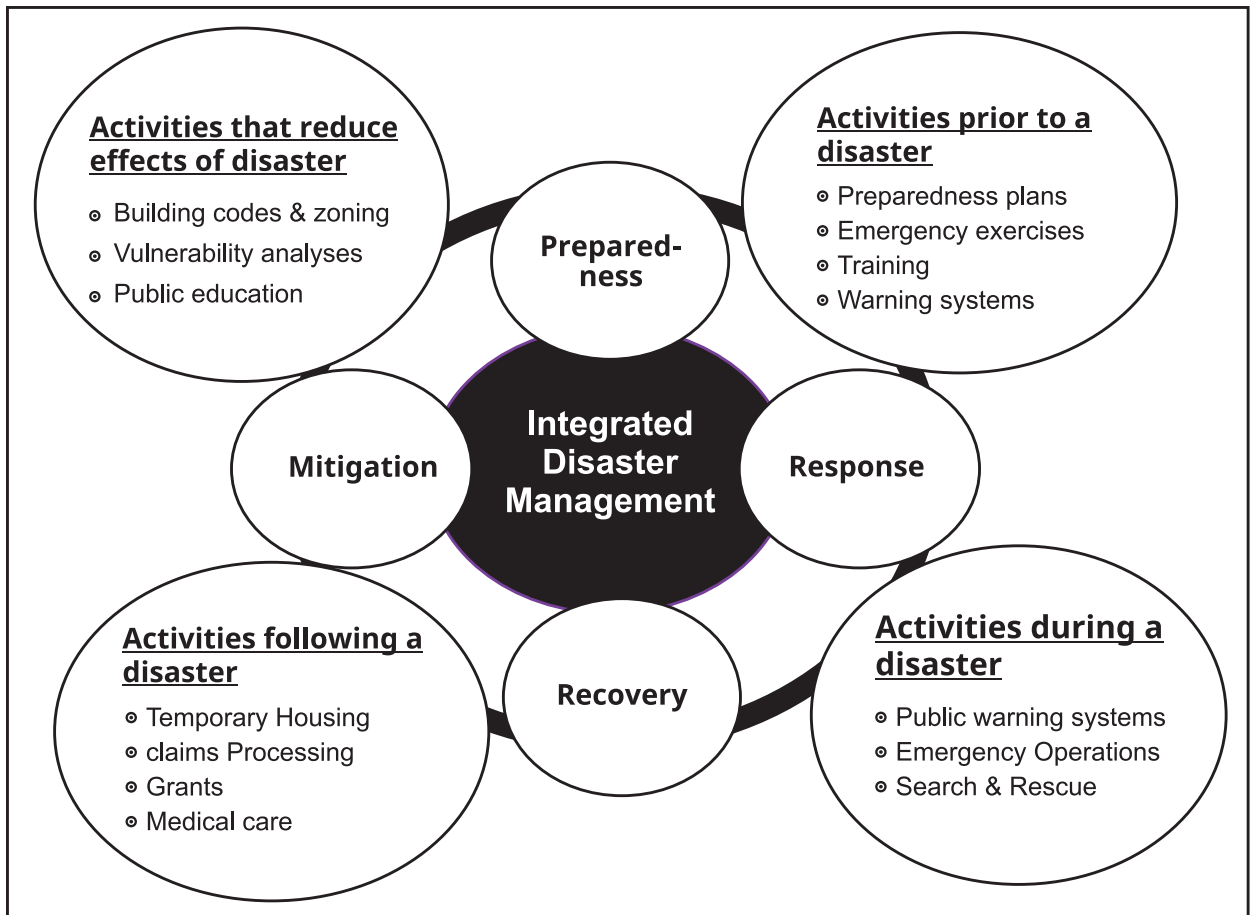 Activities that reduce
effects of disaster
Building codes & zoning
Vulnerability analyses
Public education
Activities prior to a
disaster
Preparedness plans
Emergency exercises
Training
Warning systems
Prepared-
ness
Mitigation
Integrated
Disaster
Management
Response
Recovery
Activities following a
disaster
Temporary Housing
claims Processing
Grants
Medical care
Activities during a
disaster
Public warning systems
Emergency Operations
Search & Rescue